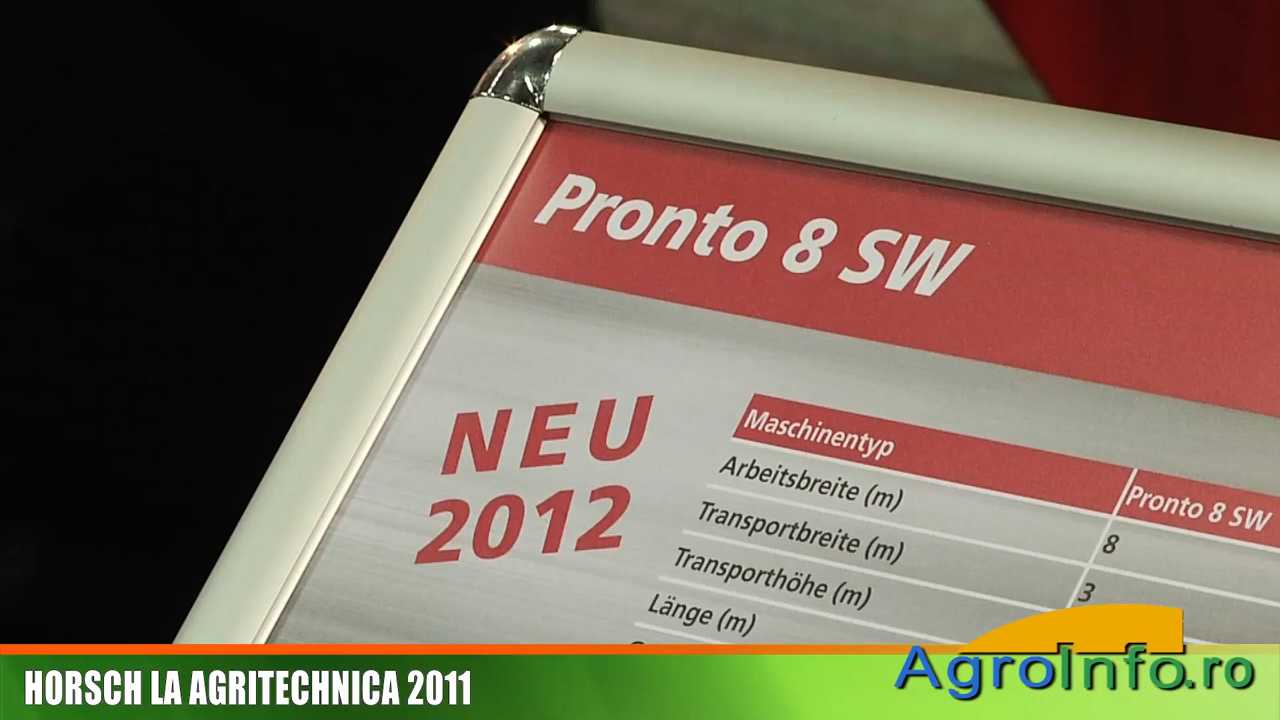 Pronto 8 SW
NEU
2012
Maschinentyp Pronto 8 SW
Arbeitsbreite (m) 8
Transportbreite (m) 3
Transporthöhe (m)
Länge (m)
HORSCH LA AGRITECHNICA 2011
AgroInfo.ro